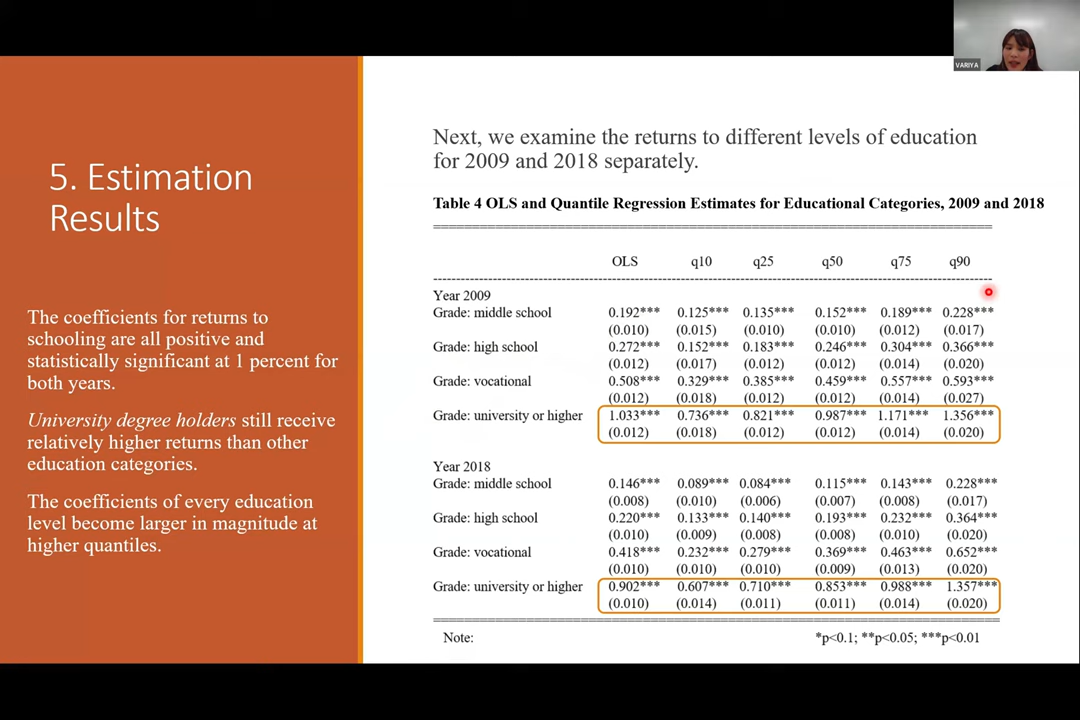 VARIYA
5. Estimation
Results
The coefficients for returns to
schooling are all positive and
statistically significant at 1 percent for
both years.
University degree holders still receive
relatively higher returns than other
education categories.
The coefficients of every education
level become larger in magnitude at
higher quantiles.
Next, we examine the returns to different levels of education
for 2009 and 2018 separately.
Table 4 OLS and Quantile Regression Estimates for Educational Categories, 2009 and 2018
OLS q10 q25 q50 q75 q90
Year 2009
Grade: middle school 0.192*** 0.125*** 0.135*** 0.152*** 0.189*** 0.228***
(0.010) (0.015) (0.010) (0.010) (0.012) (0.017)
Grade: high school 0.272*** 0.152*** 0.183*** 0.246*** 0.304*** 0.366***
(0.012) (0.017) (0.012) (0.012) (0.014) (0.020)
Grade: vocational 0.508*** 0.329*** 0.385*** 0.459*** 0.557*** 0.593***
(0.012) (0.018) (0.012) (0.012) (0.014) (0.027)
Grade: university or higher 1.033*** 0.736*** 0.821*** 0.987*** 1.171*** 1.356***
(0.012) (0.018) (0.012) (0.012) (0.014) (0.020)
Year 2018
Grade: middle school 0.146*** 0.089*** 0.084*** 0.115*** 0.143*** 0.228***
(0.008) (0.010) (0.006) (0.007) (0.008) (0.017)
Grade: high school 0.220*** 0.133*** 0.140*** 0.193*** 0.232*** 0.364***
(0.010) (0.009) (0.008) (0.008) (0.010) (0.020)
Grade: vocational 0.418*** 0.232*** 0.279*** 0.369*** 0.463*** 0.652***
(0.010) (0.010) (0.010) (0.009) (0.013) (0.020)
Grade: university or higher 0.902*** 0.607*** 0.710*** 0.853*** 0.988*** 1.357***
(0.010) (0.014) (0.011) (0.011) (0.014) (0.020)
Note: *p<0.1; **p<0.05; ***p<0.01